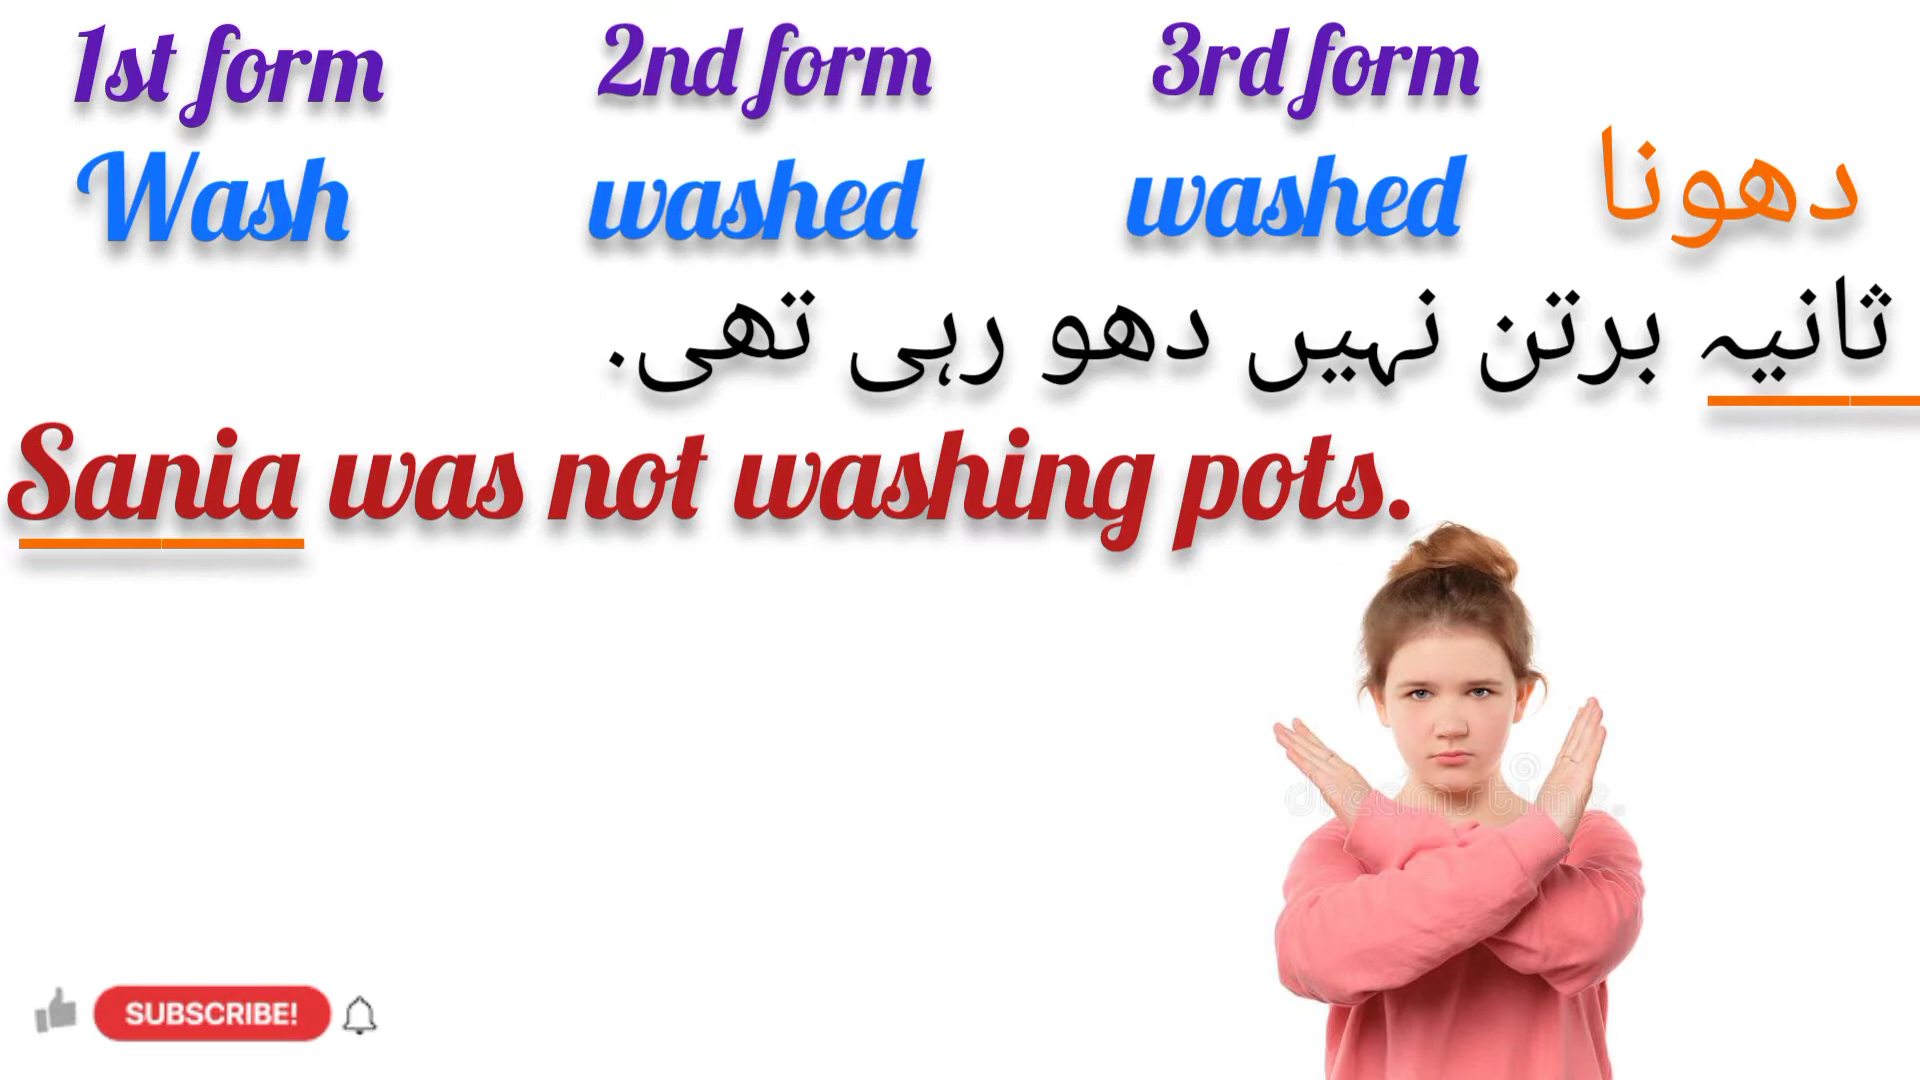 1st form 2nd form 3rd form
Wash washed washed دھونا
ثانیہ برتن نہیں دھو رہی تھی.
Sania was not washing pots.
dreamstime.
SUBSCRIBE!